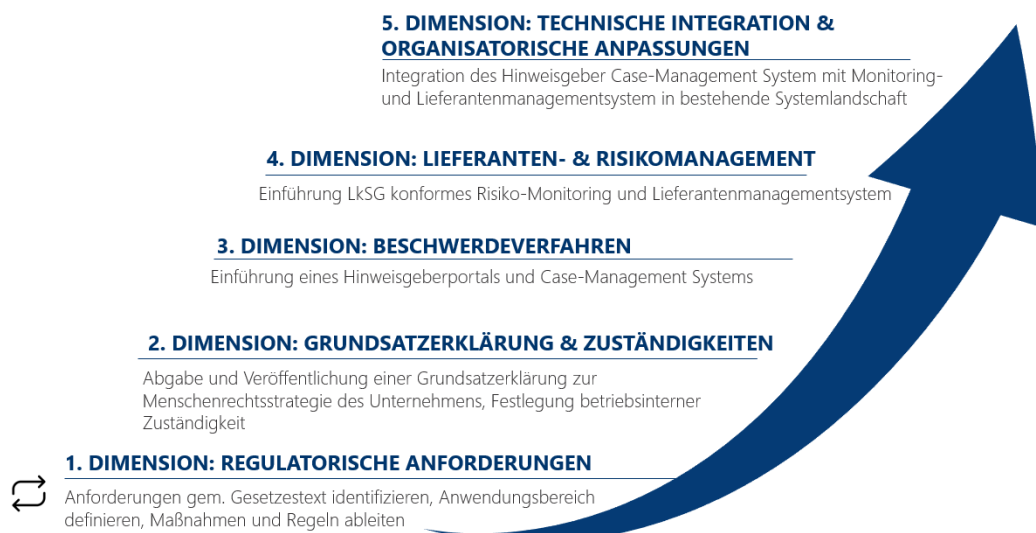 5. DIMENSION: TECHNISCHE INTEGRATION &
ORGANISATORISCHE ANPASSUNGEN
Integration des Hinweisgeber Case-Management System mit Monitoring-
und Lieferantenmanagementsystem in bestehende Systemlandschaft
4. DIMENSION: LIEFERANTEN- & RISIKOMANAGEMENT
Einführung LkSG konformes Risiko-Monitoring und Lieferantenmanagementsystem
3. DIMENSION: BESCHWERDEVERFAHREN
Einführung eines Hinweisgeberportals und Case-Management Systems
2. DIMENSION: GRUNDSATZERKLÄRUNG & ZUSTÄNDIGKEITEN
Abgabe und Veröffentlichung einer Grundsatzerklärung zur
Menschenrechtsstrategie des Unternehmens, Festlegung betriebsinterner
Zuständigkeit
1. DIMENSION: REGULATORISCHE ANFORDERUNGEN
Anforderungen gem. Gesetzestext identifizieren, Anwendungsbereich
definieren, Maßnahmen und Regeln ableiten